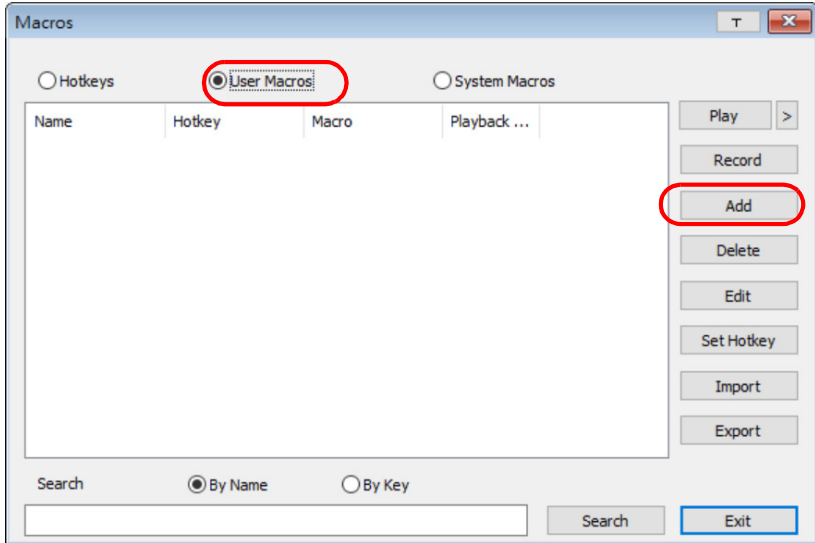 Macros
T
Hotkeys User Macros System Macros
Name Hotkey Macro Playback ...
Play >
Record
Add
Delete
Edit
Set Hotkey
Import
Export
Search By Name By Key
Search Exit